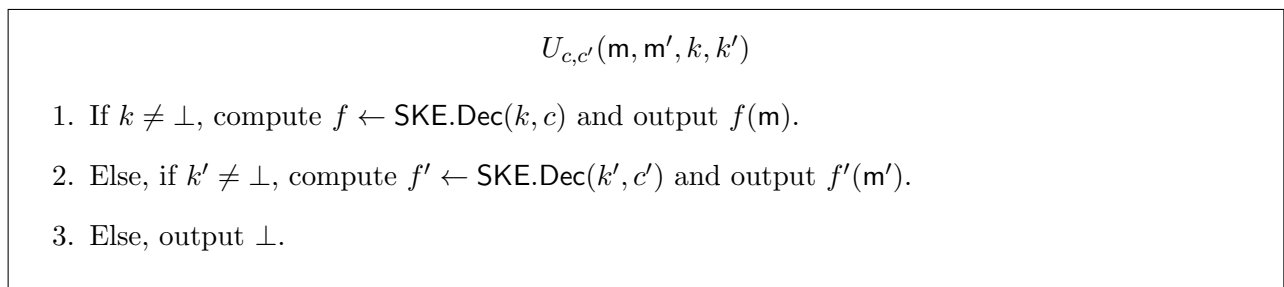 U_{c,c′}(m, m′, k, k′)
1. If k ≠ ⊥, compute f ← SKE.Dec(k, c) and output f(m).
2. Else, if k′ ≠ ⊥, compute f′ ← SKE.Dec(k′, c′) and output f′(m′).
3. Else, output ⊥.